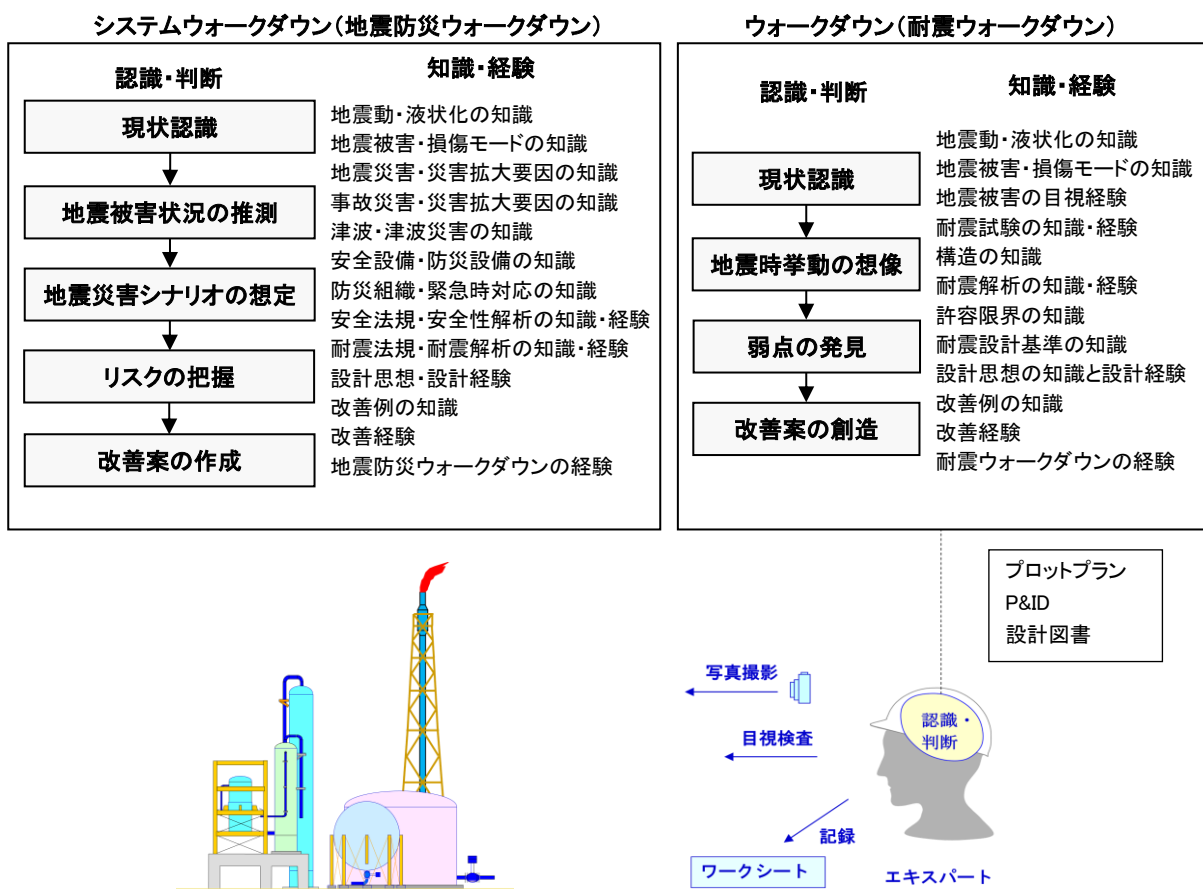 システムウォークダウン(地震防災ウォークダウン)
認識・判断
知識・経験
現状認識
地震被害状況の推測
地震災害シナリオの想定
リスクの把握
改善案の作成
地震動・液状化の知識
地震被害・損傷モードの知識
地震災害・災害拡大要因の知識
事故災害・災害拡大要因の知識
津波・津波災害の知識
安全設備・防災設備の知識
防災組織・緊急時対応の知識
安全法規・安全性解析の知識・経験
耐震法規・耐震解析の知識・経験
設計思想・設計経験
改善例の知識
改善経験
地震防災ウォークダウンの経験
ウォークダウン(耐震ウォークダウン)
認識・判断
知識・経験
現状認識
地震時挙動の想像
弱点の発見
改善案の創造
地震動・液状化の知識
地震被害・損傷モードの知識
地震被害の目視経験
耐震試験の知識・経験
構造の知識
耐震解析の知識・経験
許容限界の知識
耐震設計基準の知識
設計思想の知識と設計経験
改善例の知識
改善経験
耐震ウォークダウンの経験
プロットプラン
P&ID
設計図書
写真撮影
目視検査
記録
ワークシート
認識・
判断
エキスパート